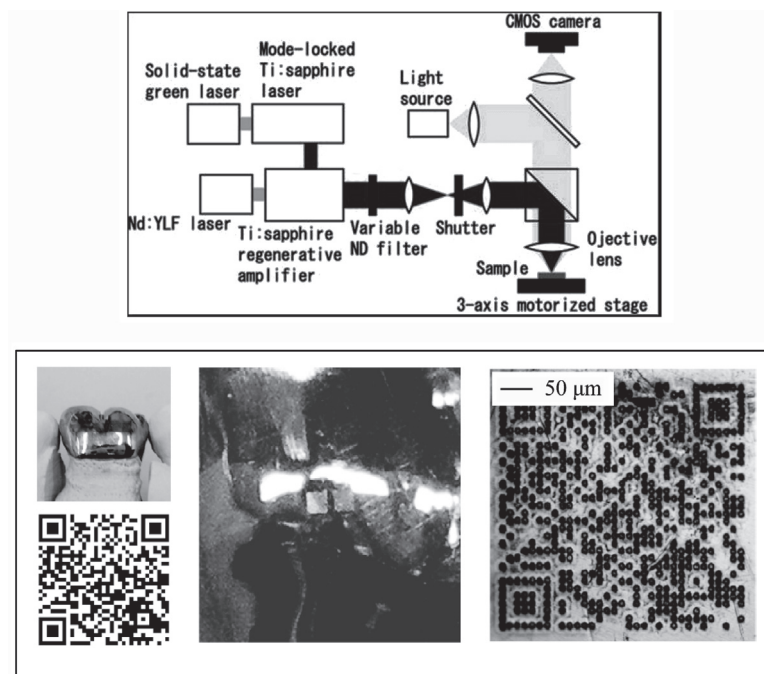 CMOS camera
Mode-locked
Ti:sapphire
laser
Solid-state
green laser
Light
source
Nd:YLF laser
Ti:sapphire
regenerative
amplifier
Variable
ND filter
Shutter
Ojective
lens
Sample
3-axis motorized stage
50 μm